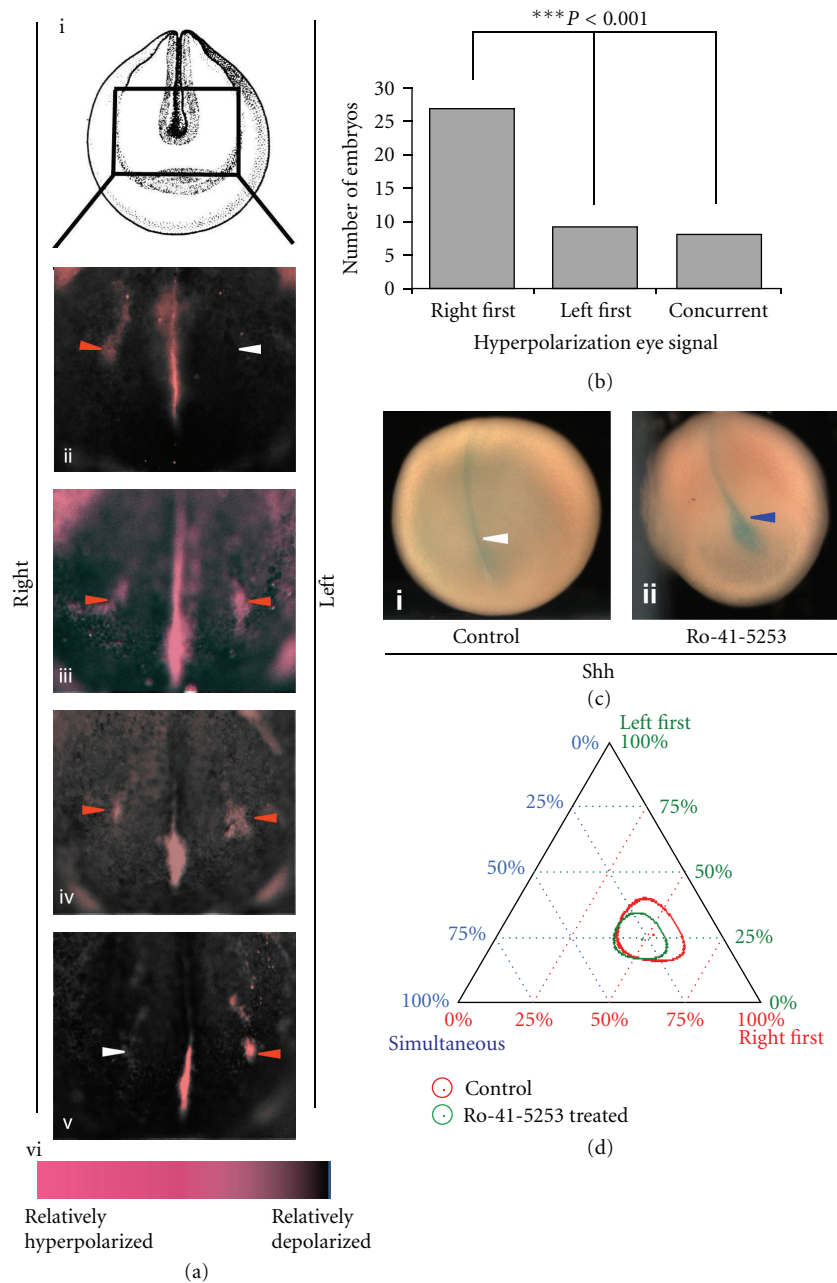 i
Right
Left
ii
iii
iv
v
vi
Relatively hyperpolarized
Relatively depolarized
(a)
***P < 0.001
Number of embryos
30
25
20
15
10
5
0
Right first
Left first
Concurrent
Hyperpolarization eye signal
(b)
i
ii
Control
Ro-41-5253
Shh
(c)
Left first
0%
100%
25%
75%
50%
50%
75%
25%
100%
0%
0%
25%
50%
75%
100%
Simultaneous
Right first
Control
Ro-41-5253 treated
(d)